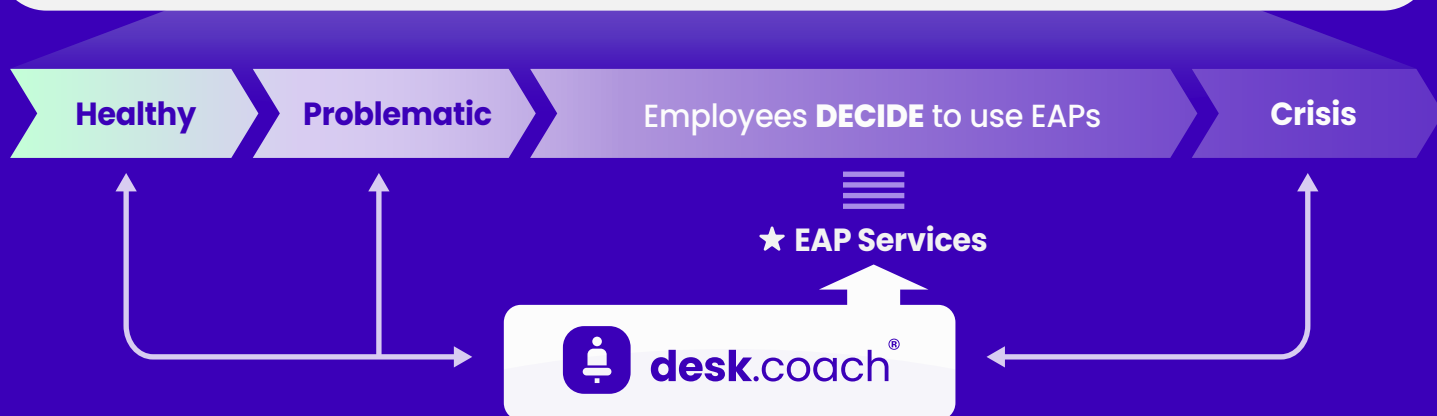 Healthy
Problematic
Employees DECIDE to use EAPs
Crisis
★ EAP Services
desk.coach®